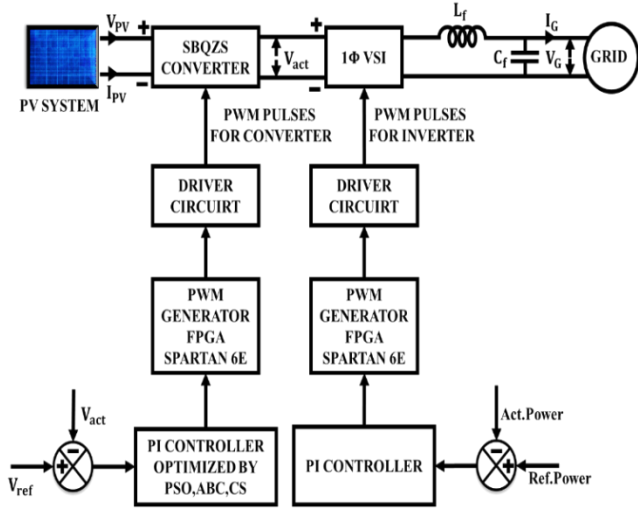 V_PV
+
+
L_f
I_G
SBQZS
CONVERTER
V_act
1Φ VSI
C_f
V_G
GRID
I_PV
-
-
PV SYSTEM
PWM PULSES
FOR CONVERTER
PWM PULSES
FOR INVERTER
DRIVER
CIRCUIRT
DRIVER
CIRCUIRT
PWM
GENERATOR
FPGA
SPARTAN 6E
PWM
GENERATOR
FPGA
SPARTAN 6E
V_act
-
+
V_ref
PI CONTROLLER
OPTIMIZED BY
PSO,ABC,CS
PI CONTROLLER
Act.Power
-
+
Ref.Power